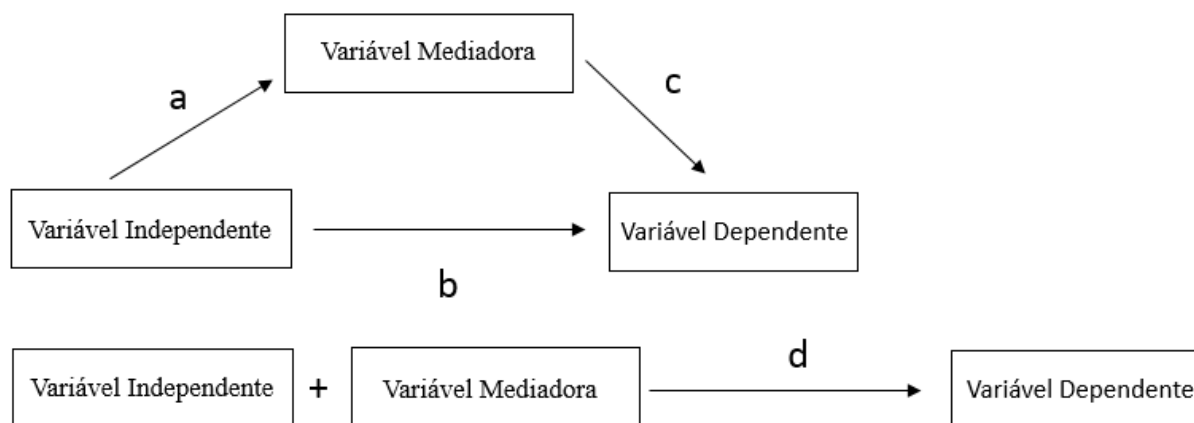 Variável Mediadora
a
c
Variável Independente
Variável Dependente
b
d
Variável Independente + Variável Mediadora
Variável Dependente